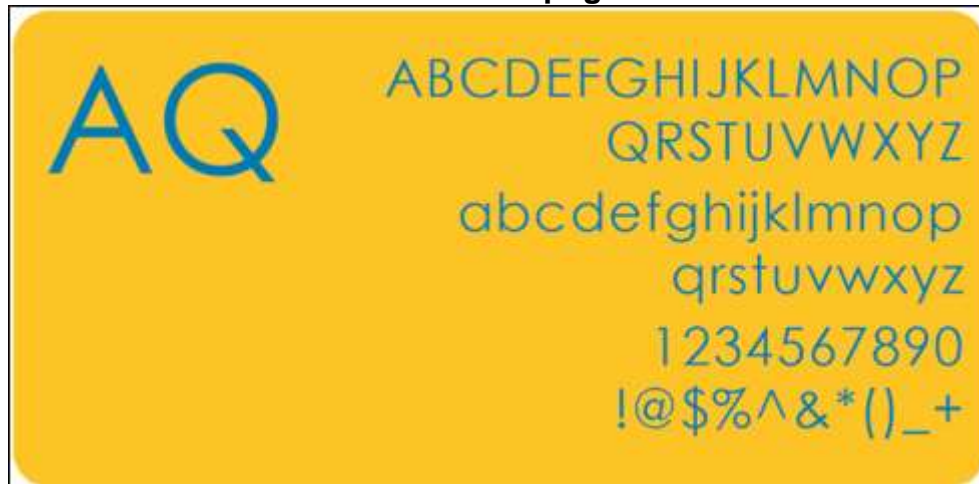 AQ
ABCDEFGHIJKLMNOP
QRSTUVWXYZ
abcdefghijklmnop
qrstuvwxyz
1234567890
!@$%^&*()_+